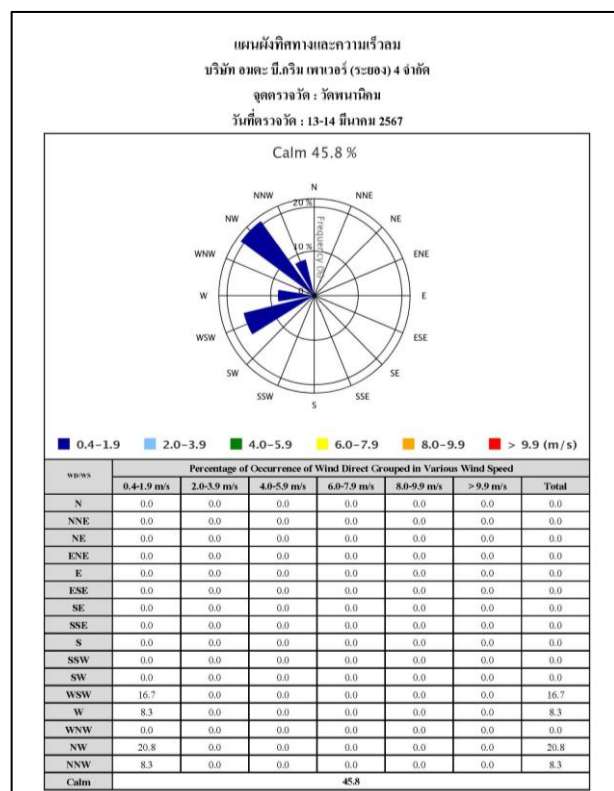 แผนผังทิศทางและความเร็วลม
บริษัท อมตะ บี.กริม เพาเวอร์ (ระยอง) 4 จำกัด
จุดตรวจวัด : วัดพนานิคม
วันที่ตรวจวัด : 13-14 มีนาคม 2567
Calm 45.8 %
N
NNW NNE
20 %
NW NE
Frequency (%)
WNW ENE
10 %
W 0 E
WSW ESE
SW SE
SSW SSE
S
0.4-1.9 2.0-3.9 4.0-5.9 6.0-7.9 8.0-9.9 > 9.9 (m/s)
WD/WS Percentage of Occurrence of Wind Direct Grouped in Various Wind Speed
0.4-1.9 m/s 2.0-3.9 m/s 4.0-5.9 m/s 6.0-7.9 m/s 8.0-9.9 m/s > 9.9 m/s Total
N 0.0 0.0 0.0 0.0 0.0 0.0 0.0
NNE 0.0 0.0 0.0 0.0 0.0 0.0 0.0
NE 0.0 0.0 0.0 0.0 0.0 0.0 0.0
ENE 0.0 0.0 0.0 0.0 0.0 0.0 0.0
E 0.0 0.0 0.0 0.0 0.0 0.0 0.0
ESE 0.0 0.0 0.0 0.0 0.0 0.0 0.0
SE 0.0 0.0 0.0 0.0 0.0 0.0 0.0
SSE 0.0 0.0 0.0 0.0 0.0 0.0 0.0
S 0.0 0.0 0.0 0.0 0.0 0.0 0.0
SSW 0.0 0.0 0.0 0.0 0.0 0.0 0.0
SW 0.0 0.0 0.0 0.0 0.0 0.0 0.0
WSW 16.7 0.0 0.0 0.0 0.0 0.0 16.7
W 8.3 0.0 0.0 0.0 0.0 0.0 8.3
WNW 0.0 0.0 0.0 0.0 0.0 0.0 0.0
NW 20.8 0.0 0.0 0.0 0.0 0.0 20.8
NNW 8.3 0.0 0.0 0.0 0.0 0.0 8.3
Calm 45.8